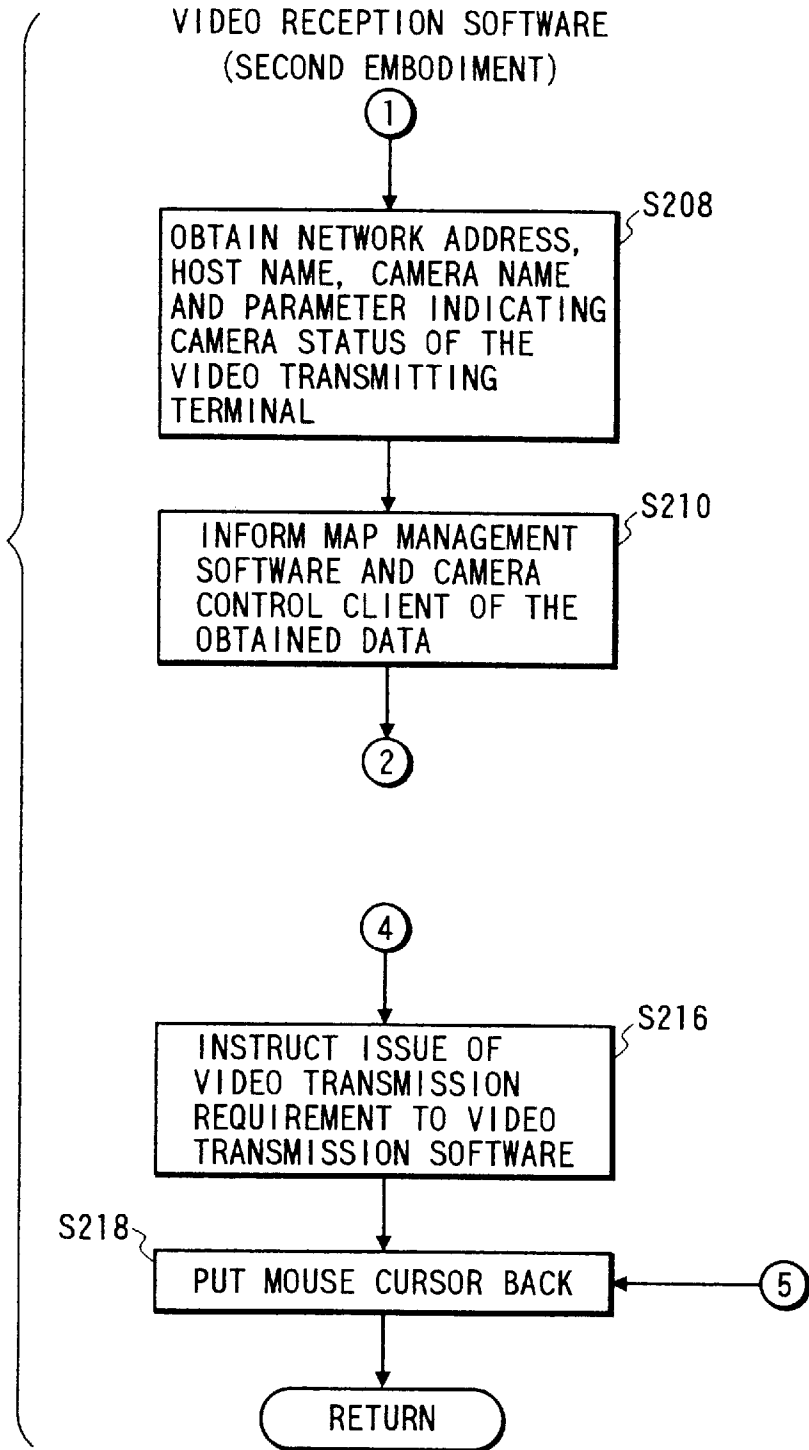 VIDEO RECEPTION SOFTWARE
(SECOND EMBODIMENT)
1
S208
OBTAIN NETWORK ADDRESS,
HOST NAME, CAMERA NAME
AND PARAMETER INDICATING
CAMERA STATUS OF THE
VIDEO TRANSMITTING
TERMINAL
S210
INFORM MAP MANAGEMENT
SOFTWARE AND CAMERA
CONTROL CLIENT OF THE
OBTAINED DATA
2
4
S216
INSTRUCT ISSUE OF
VIDEO TRANSMISSION
REQUIREMENT TO VIDEO
TRANSMISSION SOFTWARE
S218
PUT MOUSE CURSOR BACK
5
RETURN